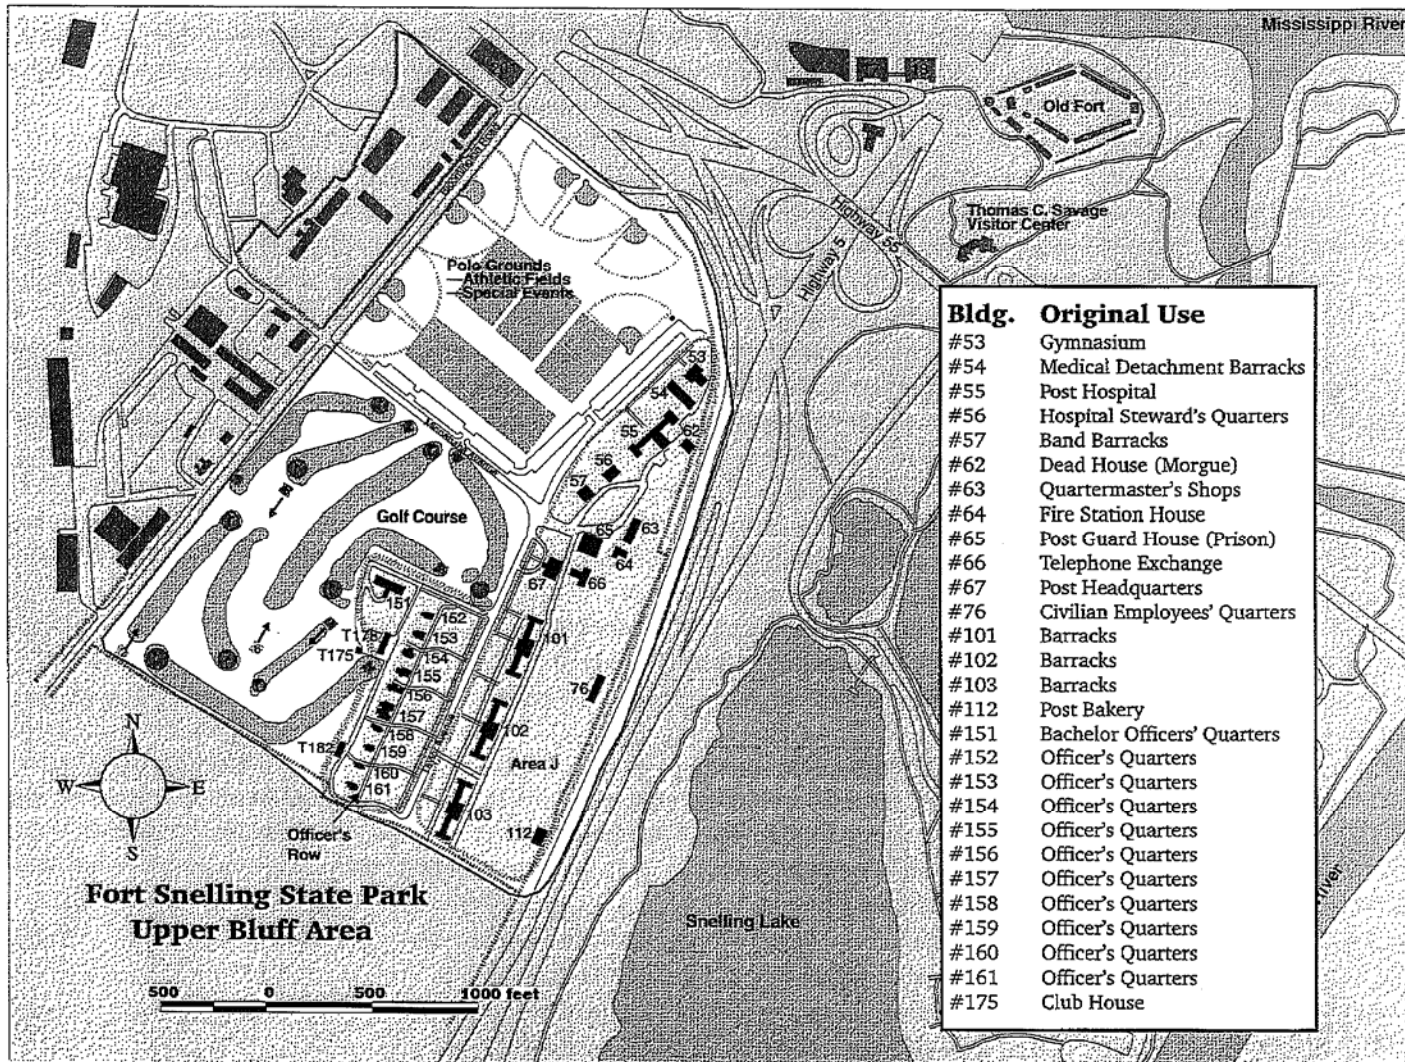 Mississippi River
Old Fort
Thomas C. Savage
Visitor Center
Highway 55
Highway 5
Polo Grounds
Athletic Fields
Special Events
Golf Course
53
54
55
62
56
57
65
63
64
67
66
151
152
153
154
155
156
157
158
159
160
161
T175
T182
101
102
103
76
112
Area J
Officer's
Row
N
W
E
S
Fort Snelling State Park
Upper Bluff Area
500 0 500 1000 feet
Snelling Lake
River
Bldg. Original Use
#53 Gymnasium
#54 Medical Detachment Barracks
#55 Post Hospital
#56 Hospital Steward's Quarters
#57 Band Barracks
#62 Dead House (Morgue)
#63 Quartermaster's Shops
#64 Fire Station House
#65 Post Guard House (Prison)
#66 Telephone Exchange
#67 Post Headquarters
#76 Civilian Employees' Quarters
#101 Barracks
#102 Barracks
#103 Barracks
#112 Post Bakery
#151 Bachelor Officers' Quarters
#152 Officer's Quarters
#153 Officer's Quarters
#154 Officer's Quarters
#155 Officer's Quarters
#156 Officer's Quarters
#157 Officer's Quarters
#158 Officer's Quarters
#159 Officer's Quarters
#160 Officer's Quarters
#161 Officer's Quarters
#175 Club House